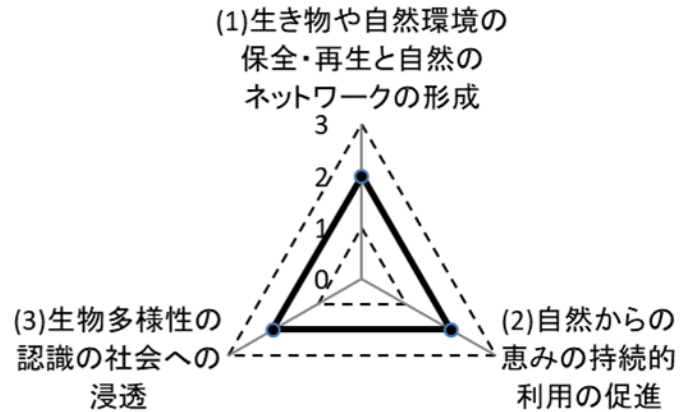 (1)生き物や自然環境の
保全・再生と自然の
ネットワークの形成
3
2
1
0
(3)生物多様性の
認識の社会への
浸透
(2)自然からの
恵みの持続的
利用の促進